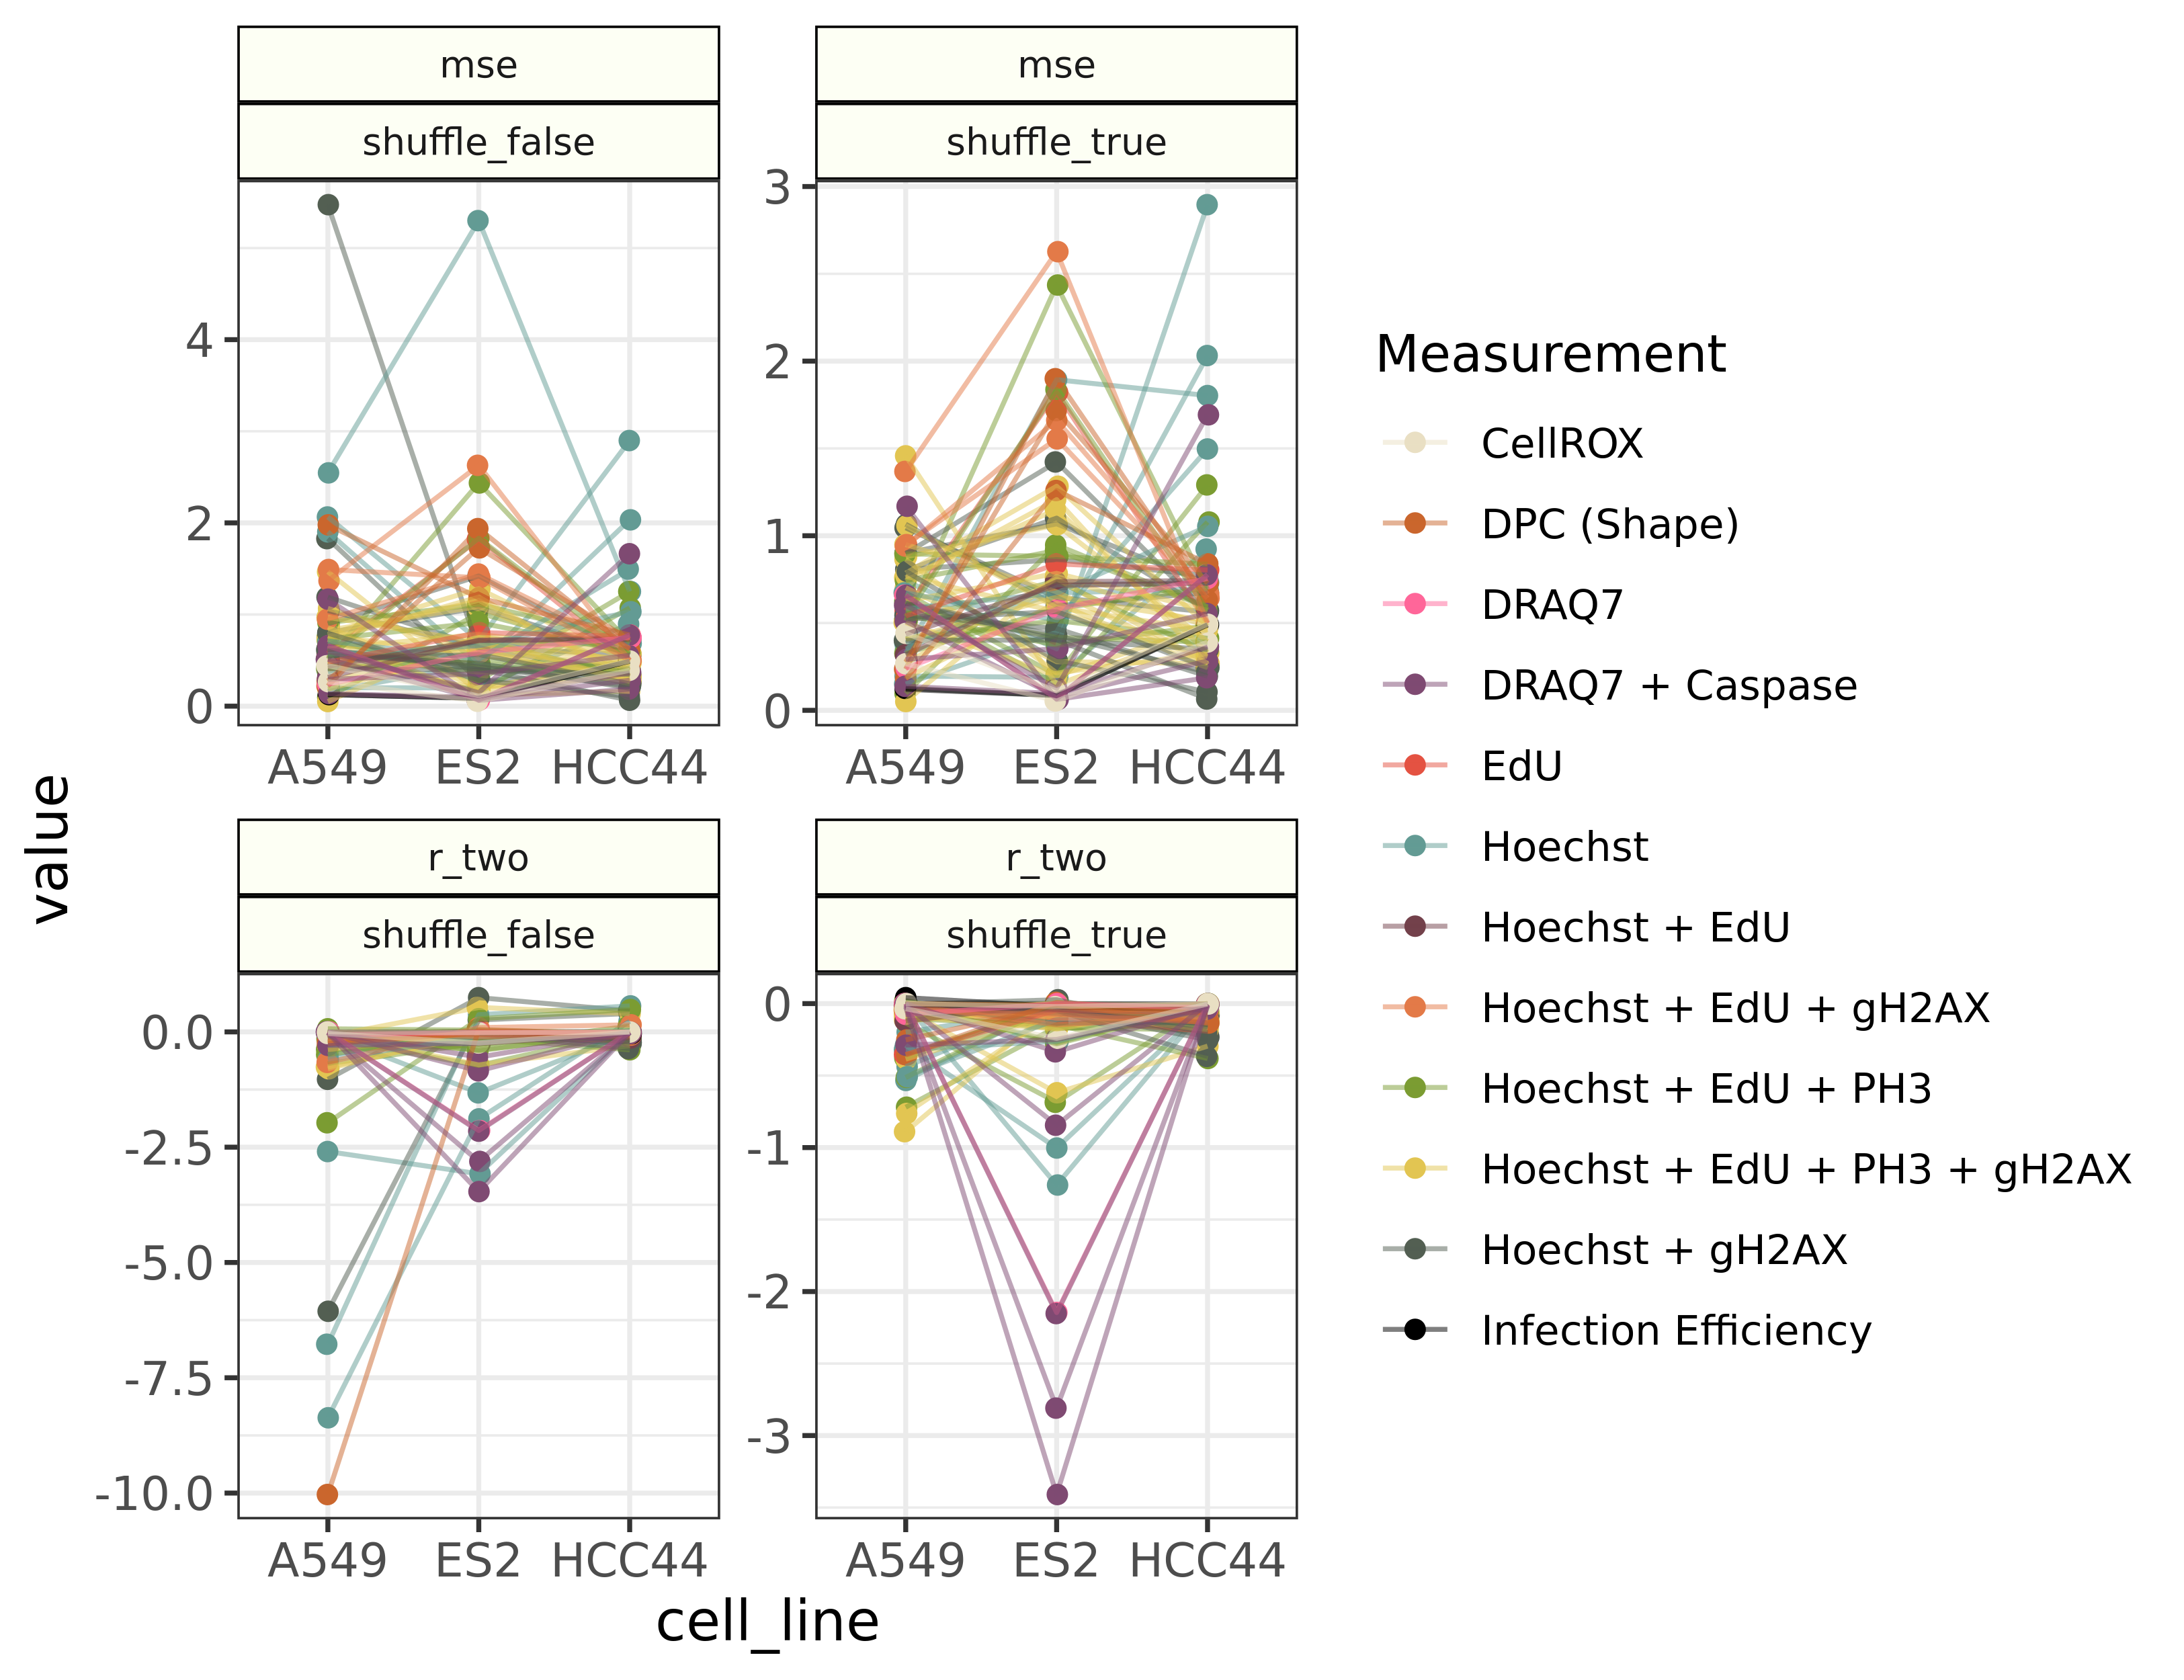 mse
shuffle_false
mse
shuffle_true
4
2
0
3
2
1
0
A549 ES2 HCC44
A549 ES2 HCC44
r_two
shuffle_false
r_two
shuffle_true
0.0
-2.5
-5.0
-7.5
-10.0
0
-1
-2
-3
A549 ES2 HCC44
A549 ES2 HCC44
value
cell_line
Measurement
CellROX
DPC (Shape)
DRAQ7
DRAQ7 + Caspase
EdU
Hoechst
Hoechst + EdU
Hoechst + EdU + gH2AX
Hoechst + EdU + PH3
Hoechst + EdU + PH3 + gH2AX
Hoechst + gH2AX
Infection Efficiency